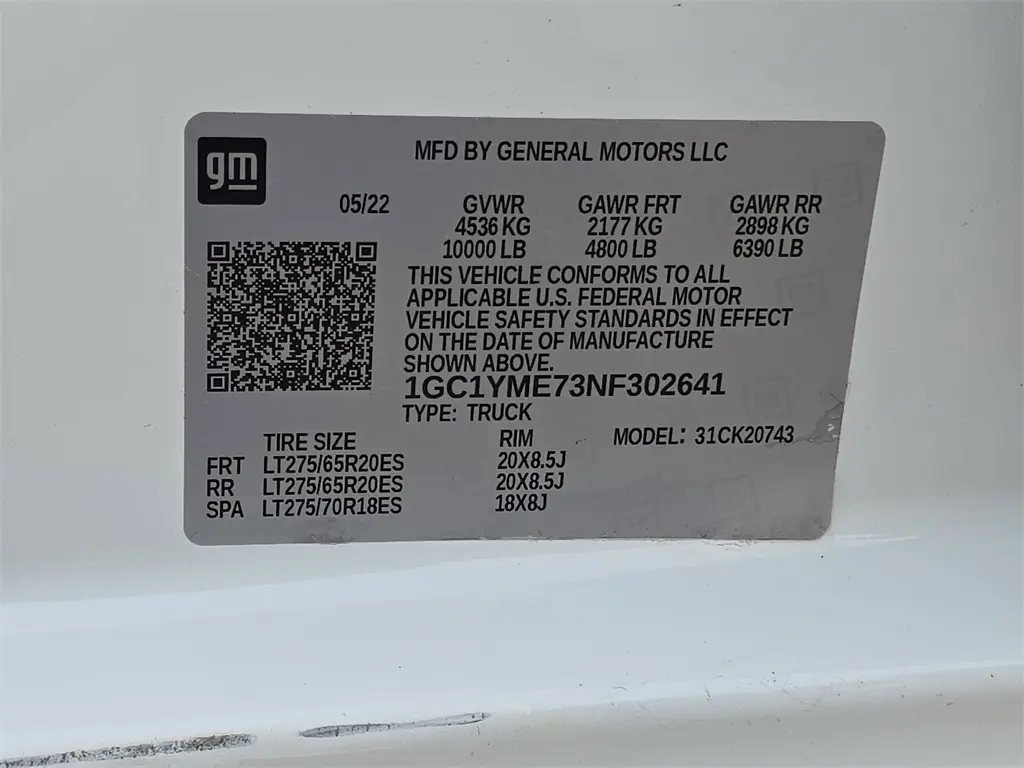 gm
MFD BY GENERAL MOTORS LLC
05/22 GVWR GAWR FRT GAWR RR
4536 KG 2177 KG 2898 KG
10000 LB 4800 LB 6390 LB
THIS VEHICLE CONFORMS TO ALL
APPLICABLE U.S. FEDERAL MOTOR
VEHICLE SAFETY STANDARDS IN EFFECT
ON THE DATE OF MANUFACTURE
SHOWN ABOVE.
1GC1YME73NF302641
TYPE: TRUCK
TIRE SIZE RIM MODEL: 31CK20743
FRT LT275/65R20ES 20X8.5J
RR LT275/65R20ES 20X8.5J
SPA LT275/70R18ES 18X8J